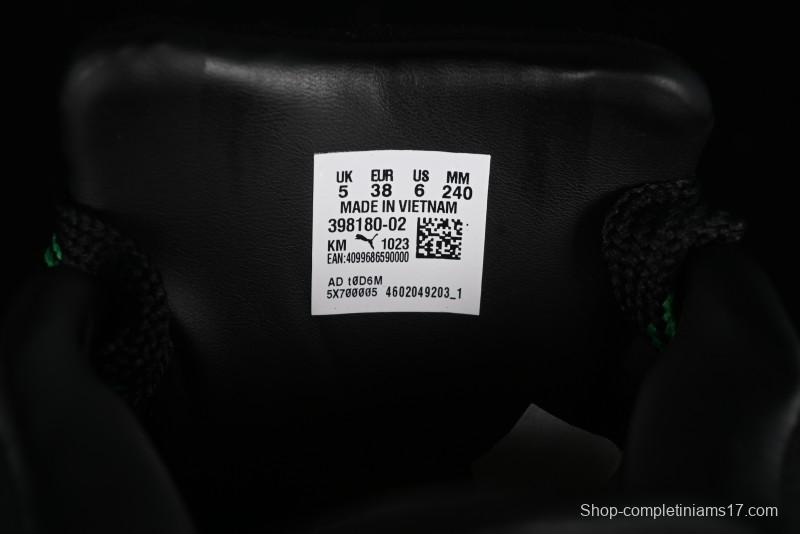 UK EUR US MM
5 38 6 240
MADE IN VIETNAM
398180-02
KM 1023
EAN:4099686590000
AD t0D6M
5X700005 4602049203_1
Shop-completiniams17.com